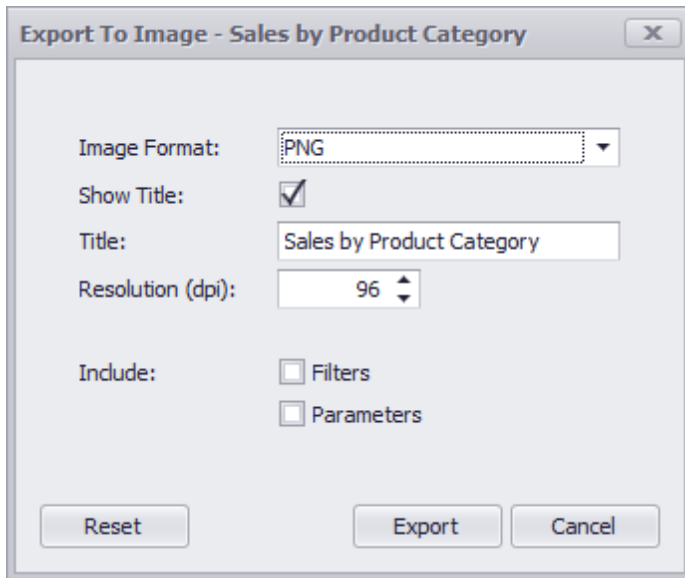 Export To Image - Sales by Product Category
Image Format: PNG
Show Title:
Title: Sales by Product Category
Resolution (dpi): 96
Include: Filters
Parameters
Reset Export Cancel